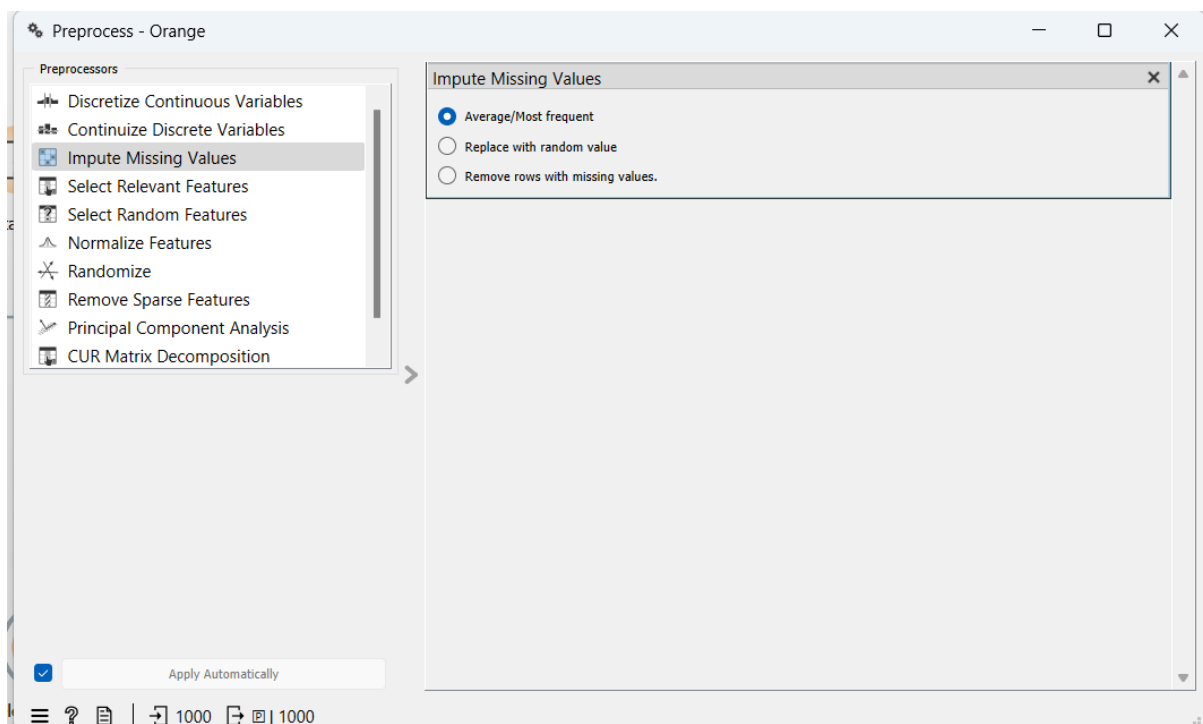 Preprocess - Orange
Preprocessors
Discretize Continuous Variables
Continuize Discrete Variables
Impute Missing Values
Select Relevant Features
Select Random Features
Normalize Features
Randomize
Remove Sparse Features
Principal Component Analysis
CUR Matrix Decomposition
Impute Missing Values
Average/Most frequent
Replace with random value
Remove rows with missing values.
Apply Automatically
1000 P | 1000